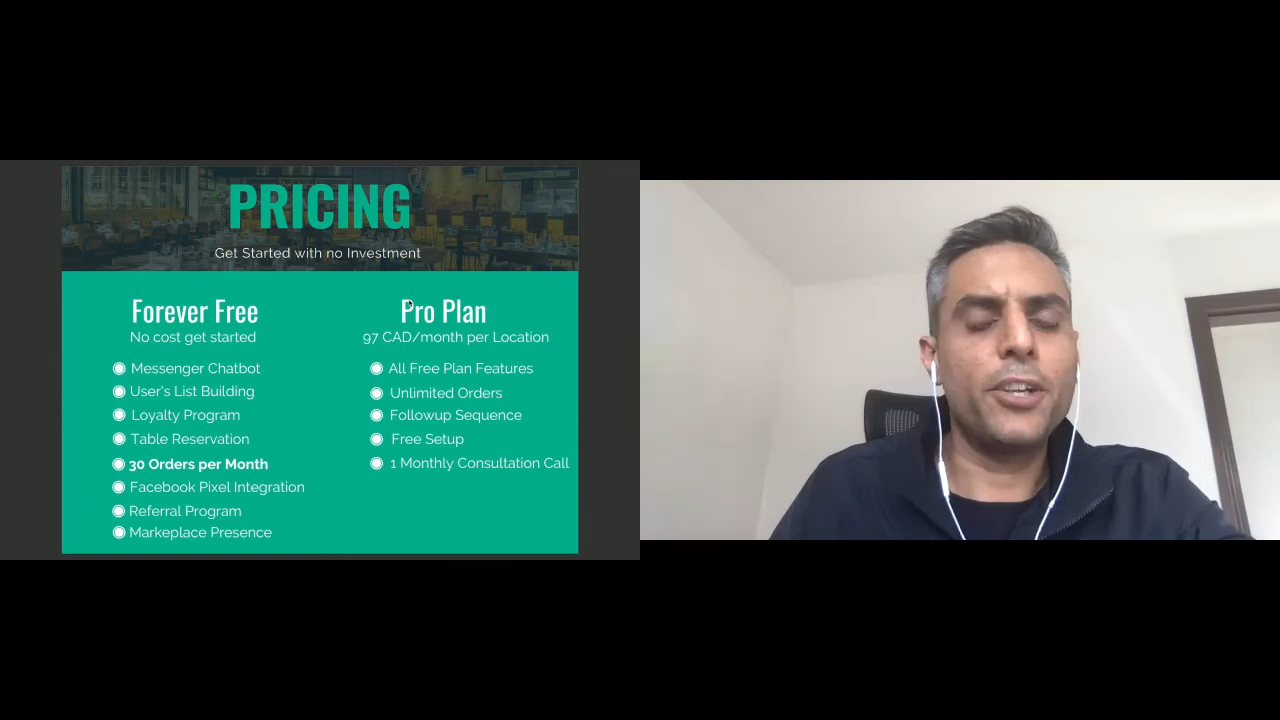 PRICING
Get Started with no Investment
Forever Free
No cost get started
Messenger Chatbot
User's List Building
Loyalty Program
Table Reservation
30 Orders per Month
Facebook Pixel Integration
Referral Program
Markeplace Presence
Pro Plan
97 CAD/month per Location
All Free Plan Features
Unlimited Orders
Followup Sequence
Free Setup
1 Monthly Consultation Call